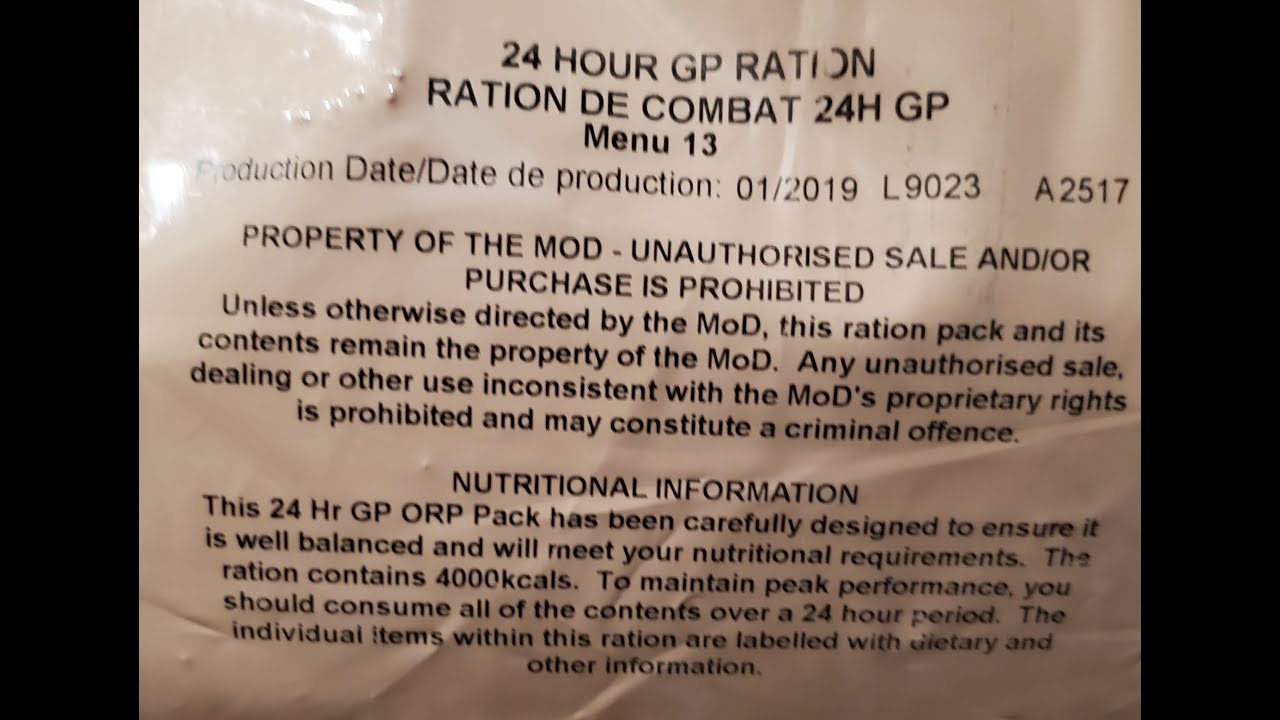 24 HOUR GP RATION
RATION DE COMBAT 24H GP
Menu 13
Production Date/Date de production: 01/2019 L9023 A2517
PROPERTY OF THE MOD - UNAUTHORISED SALE AND/OR
PURCHASE IS PROHIBITED
Unless otherwise directed by the MoD, this ration pack and its
contents remain the property of the MoD. Any unauthorised sale,
dealing or other use inconsistent with the MoD's proprietary rights
is prohibited and may constitute a criminal offence.
NUTRITIONAL INFORMATION
This 24 Hr GP ORP Pack has been carefully designed to ensure it
is well balanced and will meet your nutritional requirements. The
ration contains 4000kcals. To maintain peak performance, you
should consume all of the contents over a 24 hour period. The
individual items within this ration are labelled with dietary and
other information.